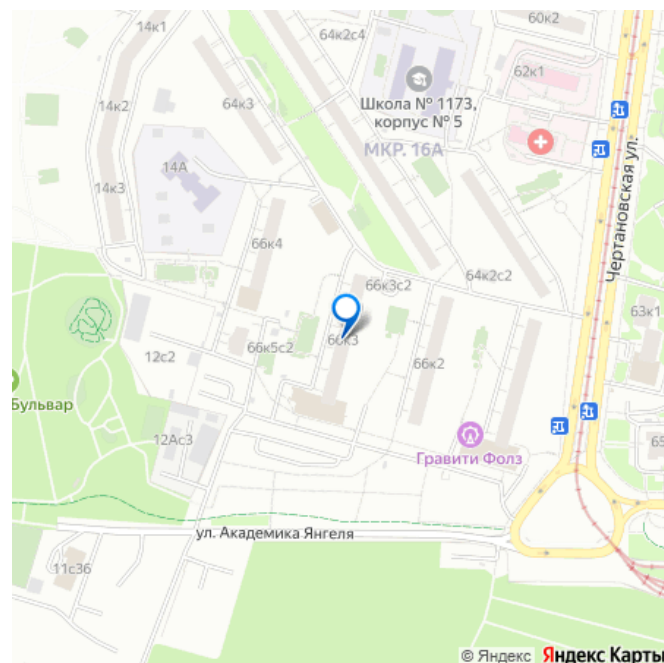 14к1
64к2с4
60к2
62к1
Школа № 1173,
корпус № 5
МКР. 16А
14к2
64к3
14А
14к3
Чертановская ул.
66к4
66к3с2
64к2с2
63к1
66к3
66к2
66к5с2
12с2
Бульвар
12Ас3
Гравити Фолз
65
ул. Академика Янгеля
11с36
© Яндекс Яндекс Карты